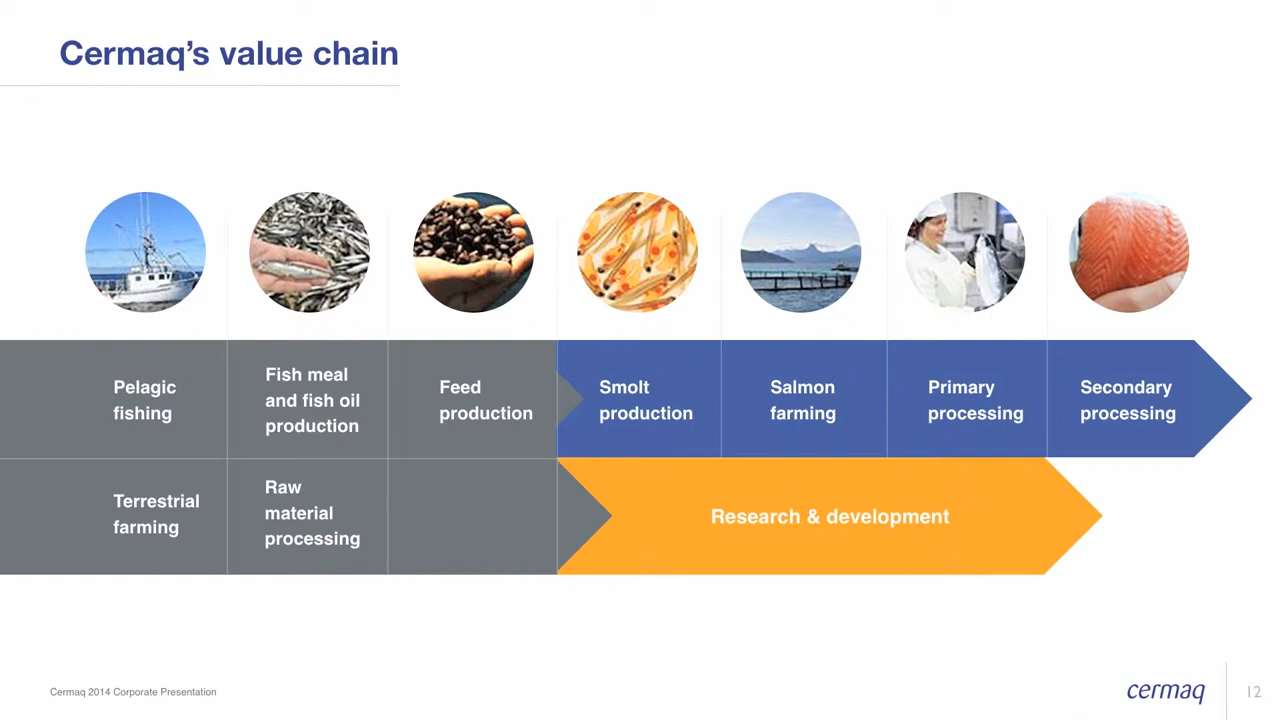 Cermaq’s value chain
Pelagic
fishing
Fish meal
and fish oil
production
Feed
production
Smolt
production
Salmon
farming
Primary
processing
Secondary
processing
Terrestrial
farming
Raw
material
processing
Research & development
Cermaq 2014 Corporate Presentation
cermaq
12